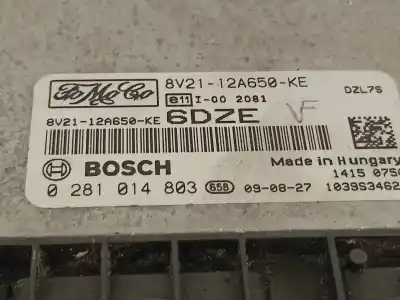 FoMoCo
8V21-12A650-KE
DZL7S
e11 I-00 2081
8V21-12A650-KE 6DZE VF
BOSCH
Made in Hungary
0 281 014 803 658 09-08-27
1415 07S
1039S3462